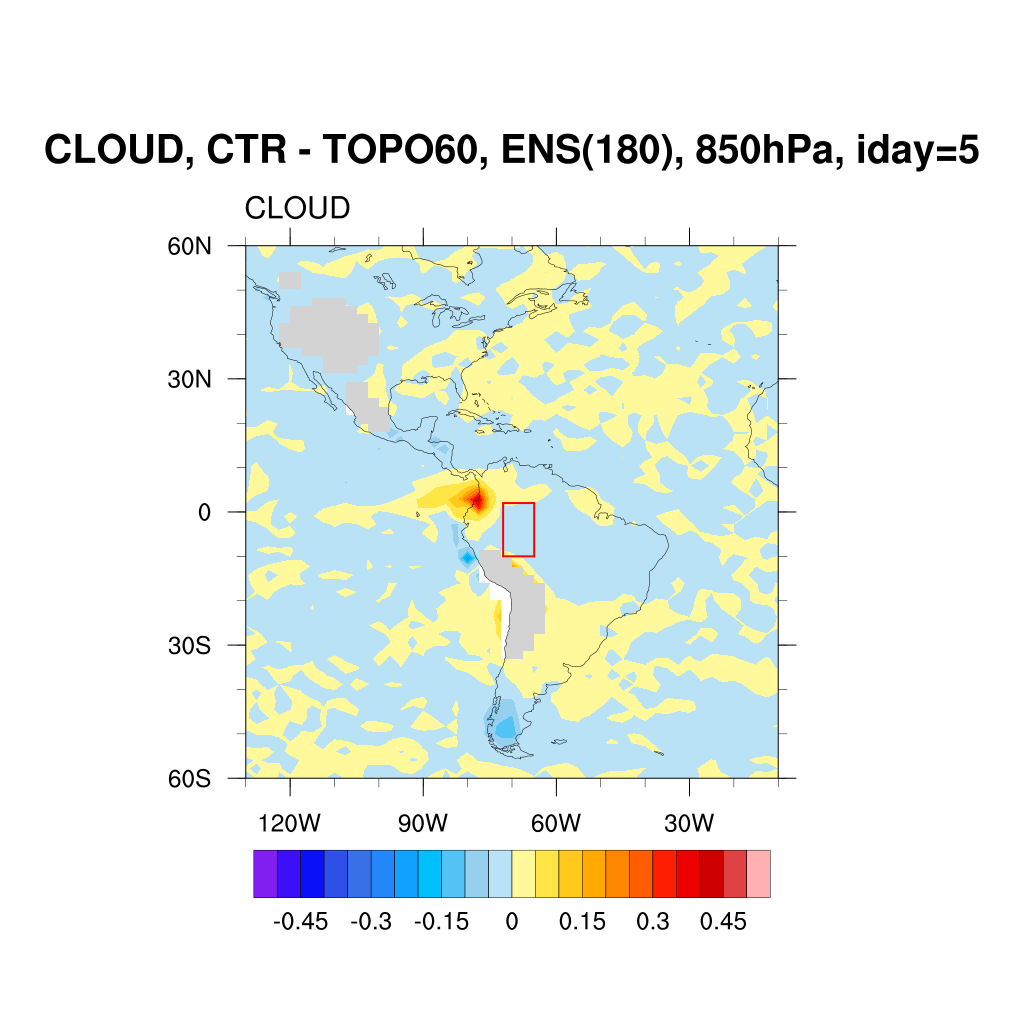 CLOUD, CTR - TOPO60, ENS(180), 850hPa, iday=5
CLOUD
60N
30N
0
30S
60S
120W 90W 60W 30W
-0.45 -0.3 -0.15 0 0.15 0.3 0.45